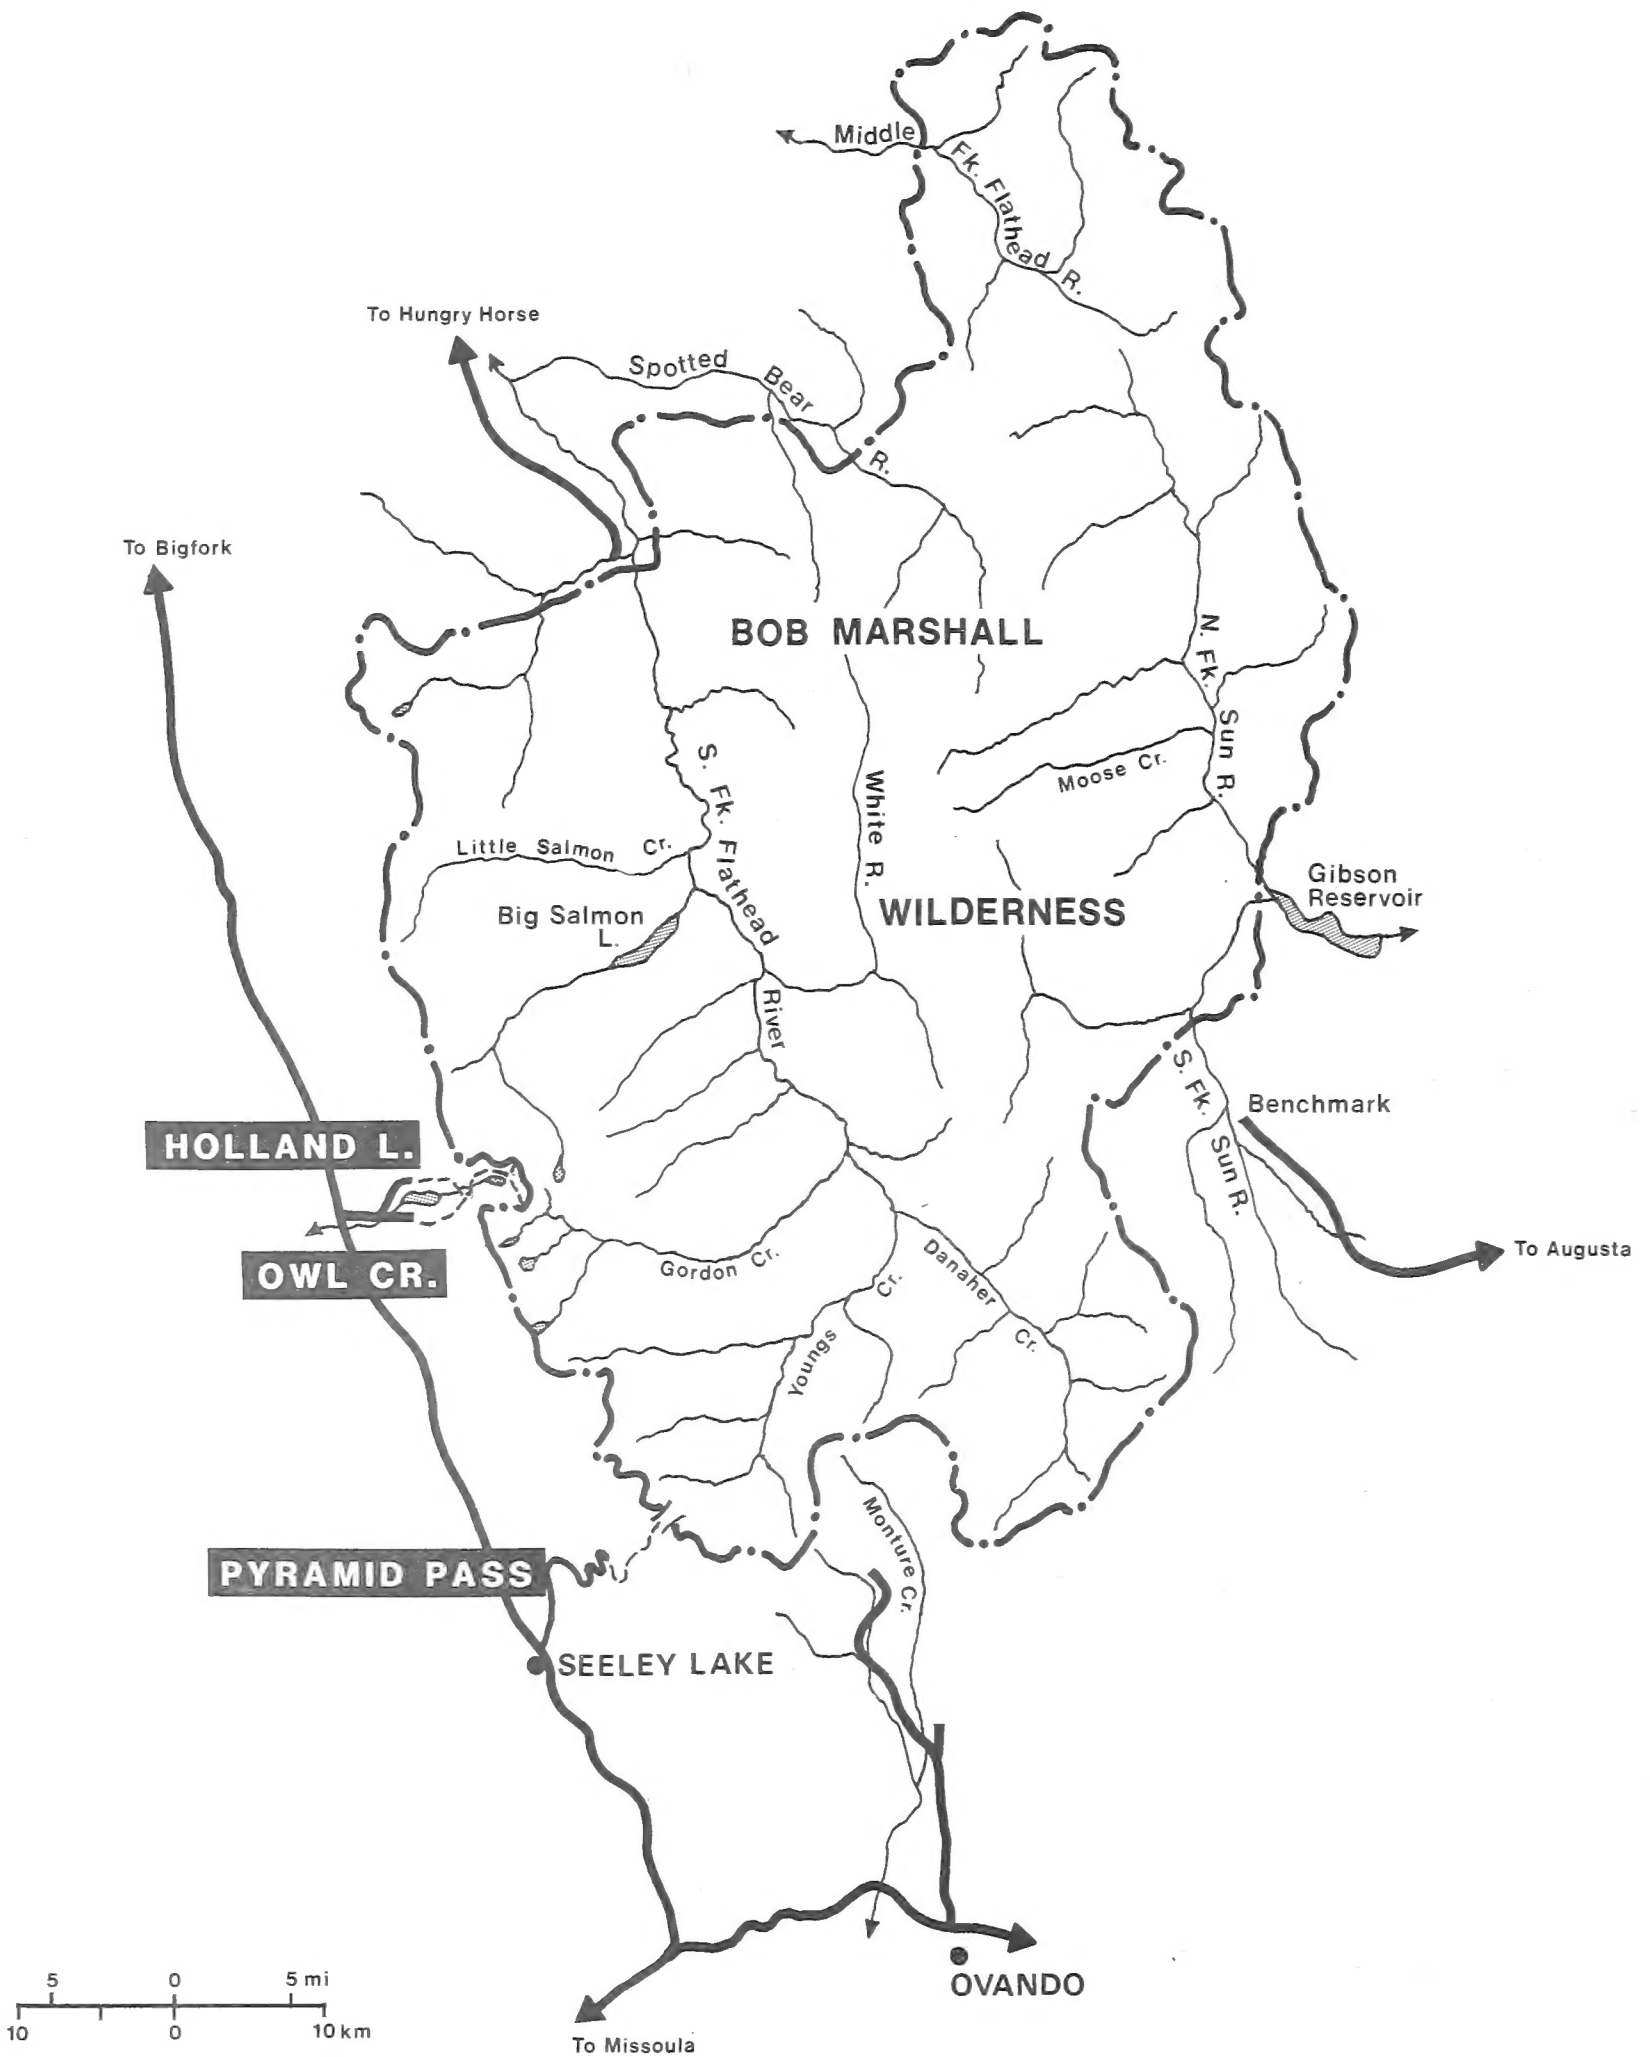 Middle
Fk. Flathead R.
To Hungry Horse
Spotted Bear R.
To Bigfork
BOB MARSHALL
N. Fk. Sun R.
S. Fk. Flathead River
Moose Cr.
White R.
Little Salmon Cr.
Gibson
Reservoir
WILDERNESS
Big Salmon
L.
S. Fk. Sun R.
Benchmark
HOLLAND L.
To Augusta
OWL CR.
Gordon Cr.
Danaher Cr.
Youngs Cr.
Monture Cr.
PYRAMID PASS
SEELEY LAKE
OVANDO
5 0 5 mi
10 0 10 km
To Missoula